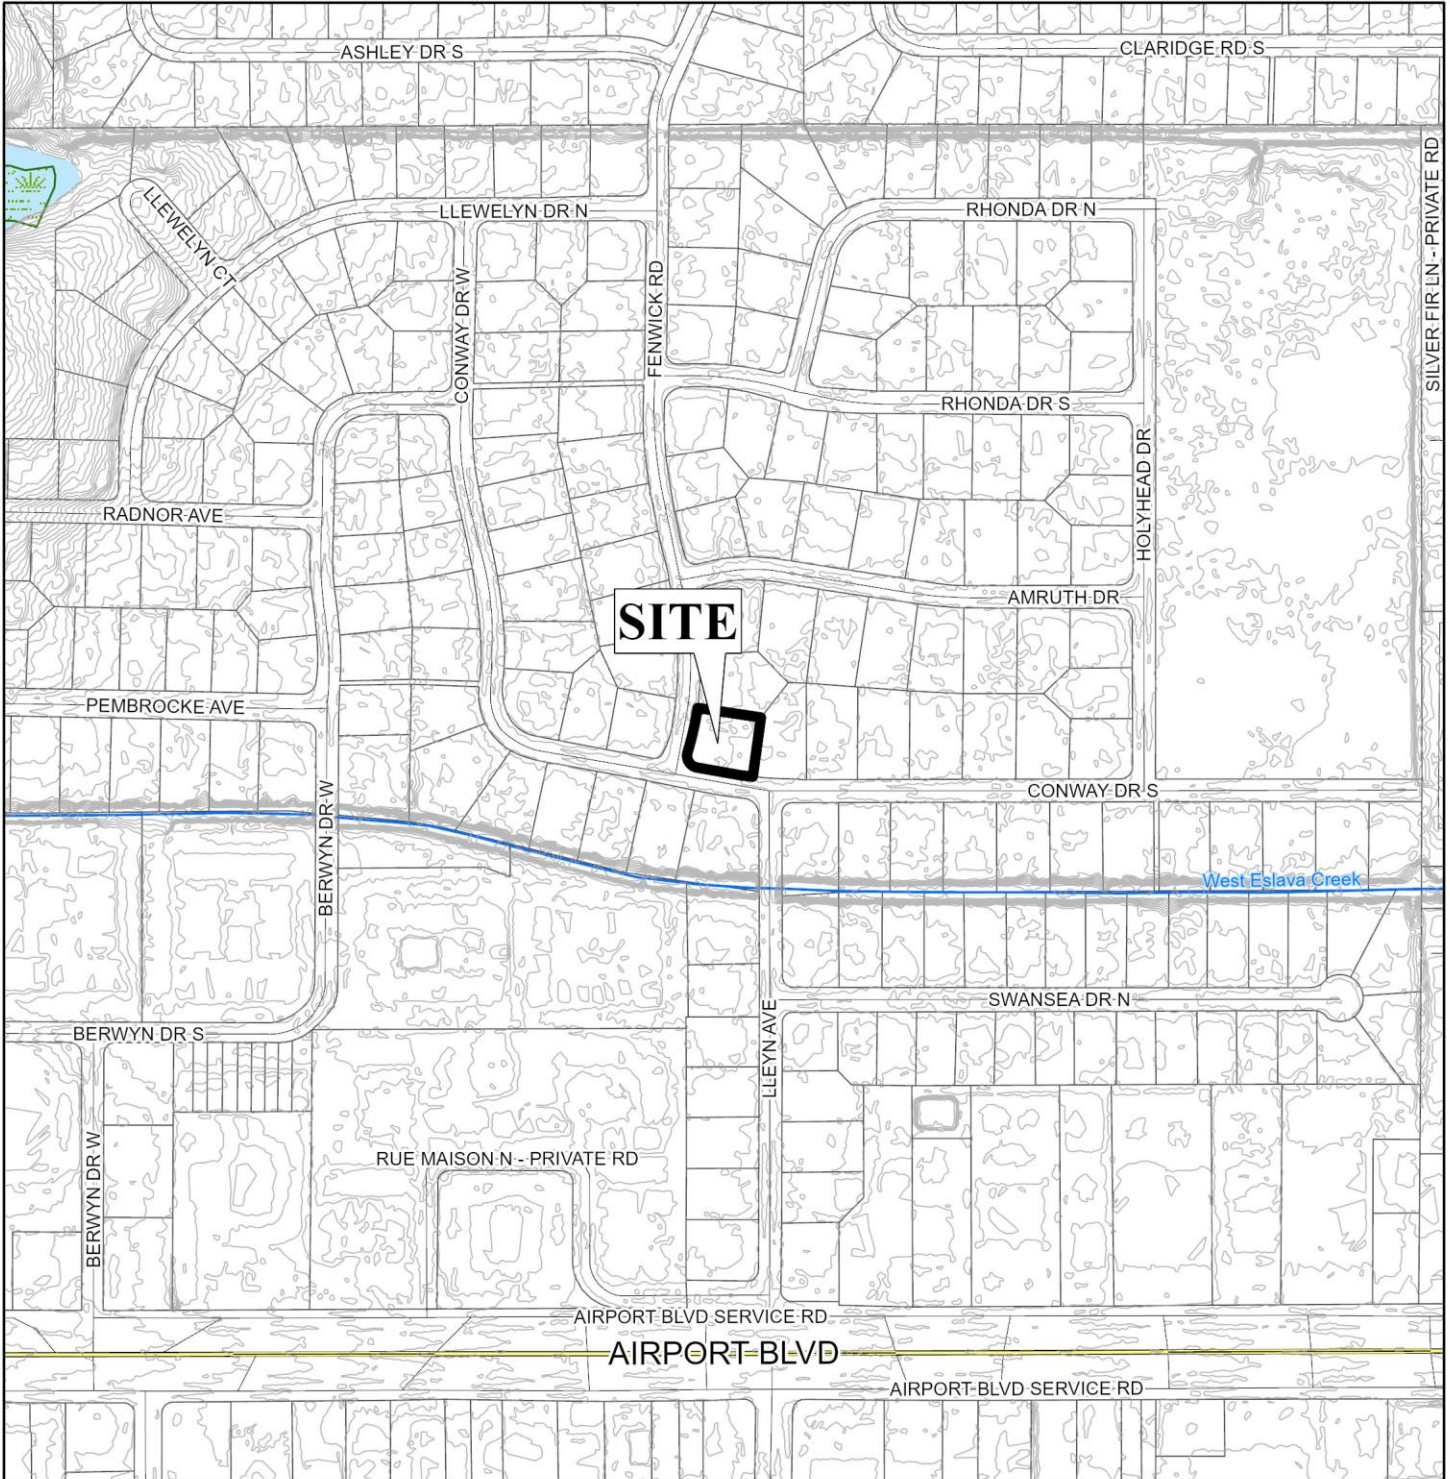 ASHLEY DR S
CLARIDGE RD S
SILVER FIR LN - PRIVATE RD
LLEWELYN CT
LLEWELYN DR N
RHONDA DR N
CONWAY DR W
FENWICK RD
RHONDA DR S
HOLYHEAD DR
RADNOR AVE
AMRUTH DR
SITE
PEMBROCKE AVE
BERWYN DR W
CONWAY DR S
West Eslava Creek
SWANSEA DR N
LLEYN AVE
BERWYN DR S
BERWYN DR W
RUE MAISON N - PRIVATE RD
AIRPORT BLVD SERVICE RD
AIRPORT BLVD
AIRPORT BLVD SERVICE RD